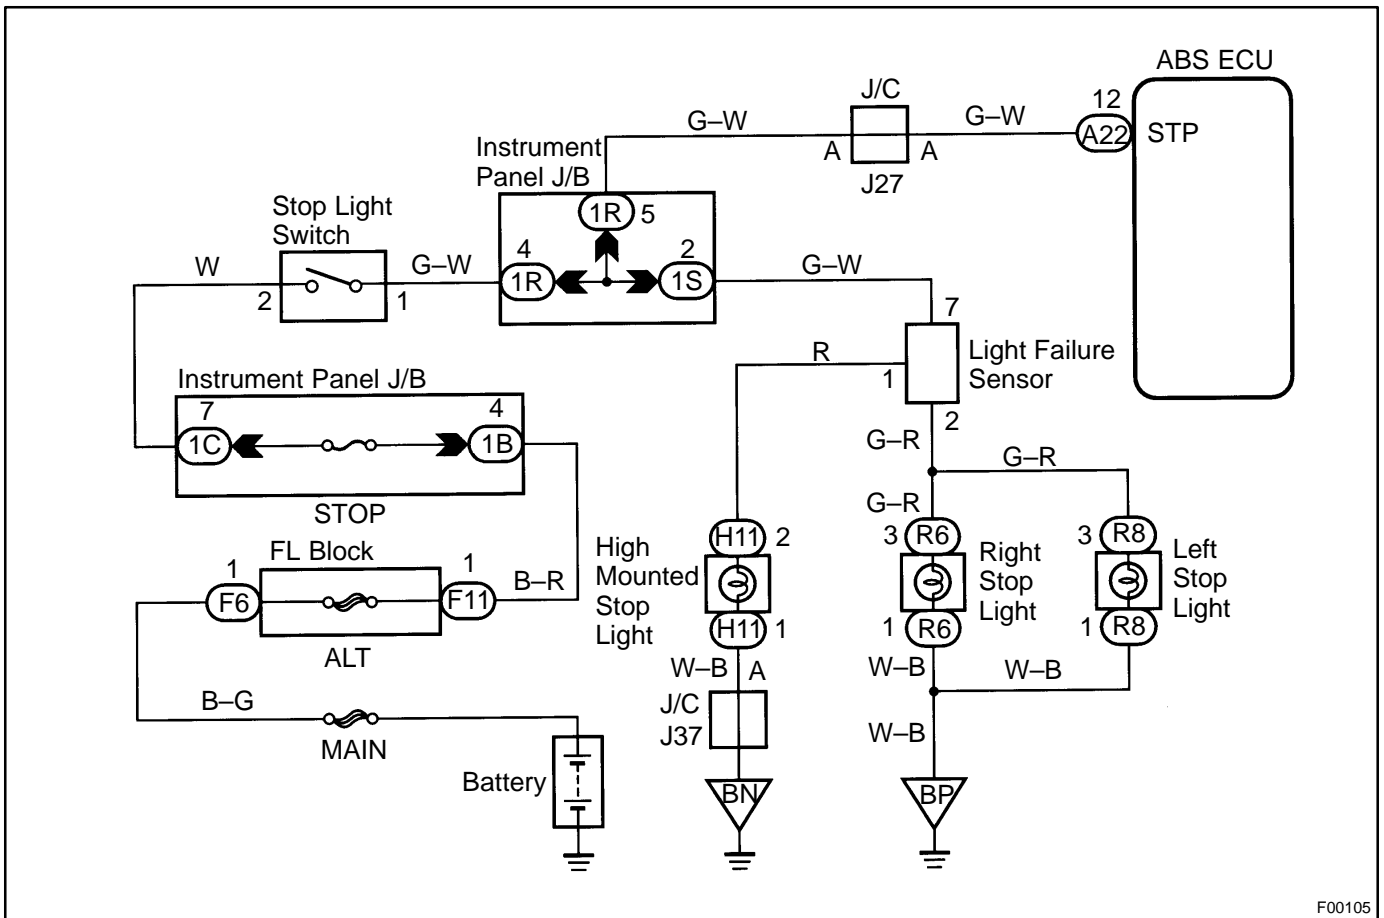 ABS ECU
J/C
12
G–W
G–W
A22
STP
A
A
J27
Instrument
Panel J/B
1R
5
Stop Light
Switch
W
G–W
4
2
G–W
1R
1S
2
1
7
R
1
Light Failure
Sensor
2
Instrument Panel J/B
7
4
1C
1B
STOP
G–R
G–R
G–R
FL Block
1
1
F6
F11
B–R
ALT
High
Mounted
Stop
Light
H11
2
H11
1
3
R6
Right
Stop
Light
1
R6
3
R8
Left
Stop
Light
1
R8
W–B
A
W–B
W–B
B–G
MAIN
J/C
J37
W–B
Battery
BN
BP
F00105